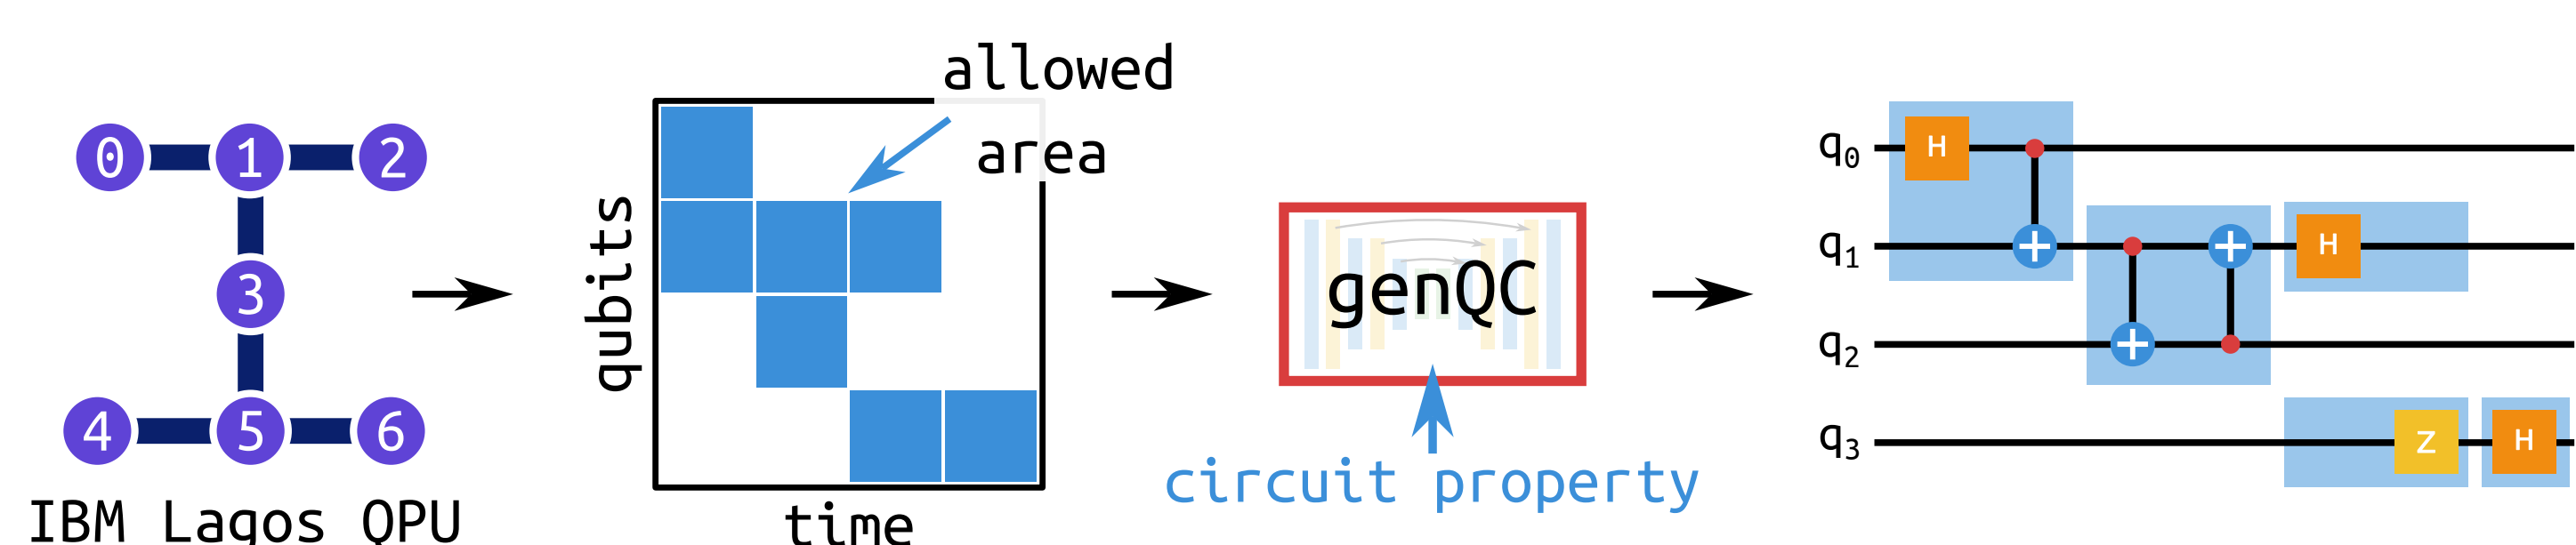 0 1 2
3
4 5 6
IBM Lagos QPU
qubits
time
allowed
area
genQC
circuit property
q0 H
q1 H
q2
q3 Z H